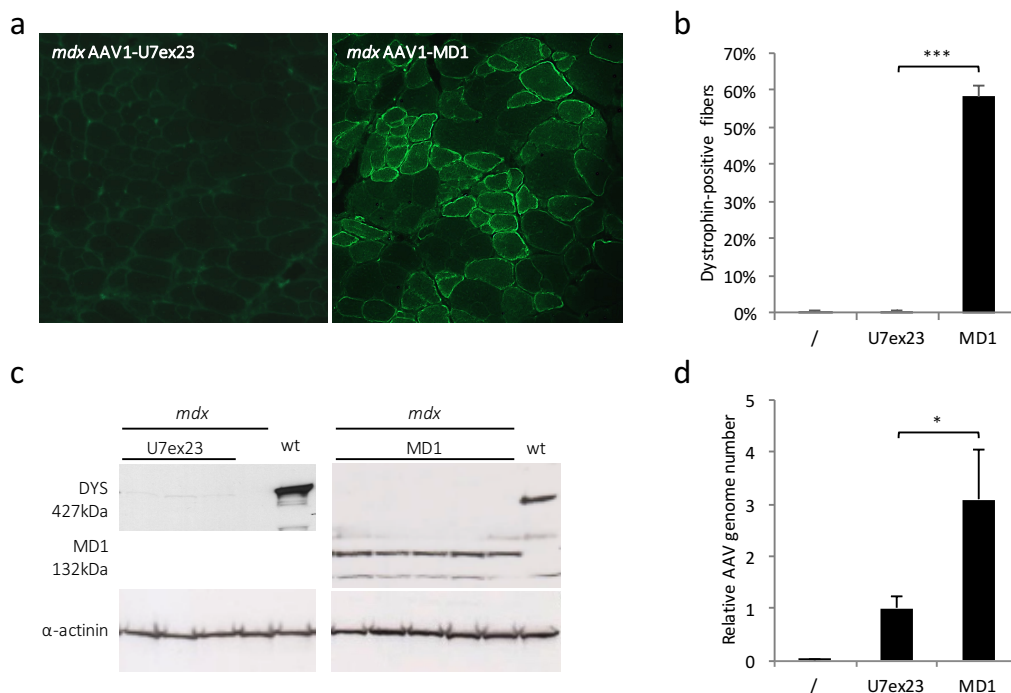 a
mdx AAV1-U7ex23
mdx AAV1-MD1
b
Dystrophin-positive fibers
70%
60%
50%
40%
30%
20%
10%
0%
***
/
U7ex23
MD1
c
mdx
mdx
U7ex23
wt
MD1
wt
DYS
427kDa
MD1
132kDa
α-actinin
d
Relative AAV genome number
5
4
3
2
1
0
*
/
U7ex23
MD1